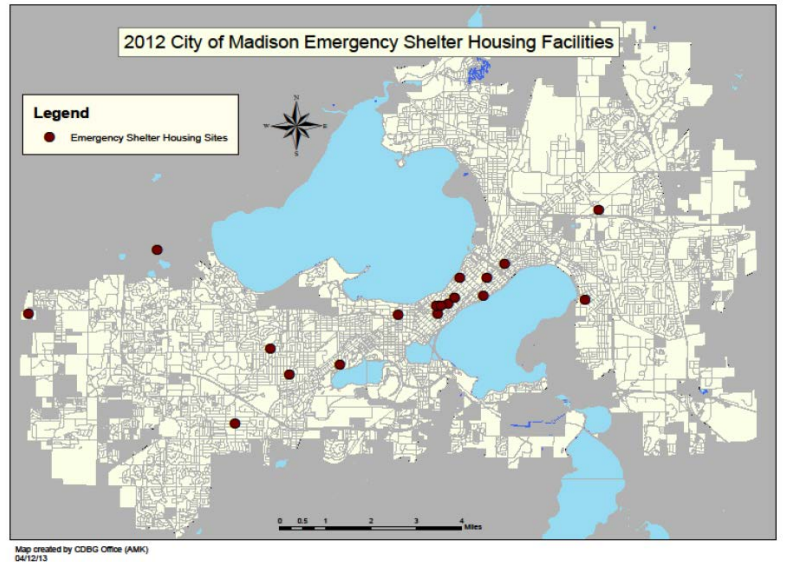 2012 City of Madison Emergency Shelter Housing Facilities
Legend
Emergency Shelter Housing Sites
N
W E
S
0 0.5 1 2 3 4
Miles
Map created by CDBG Office (AMK)
04/12/13